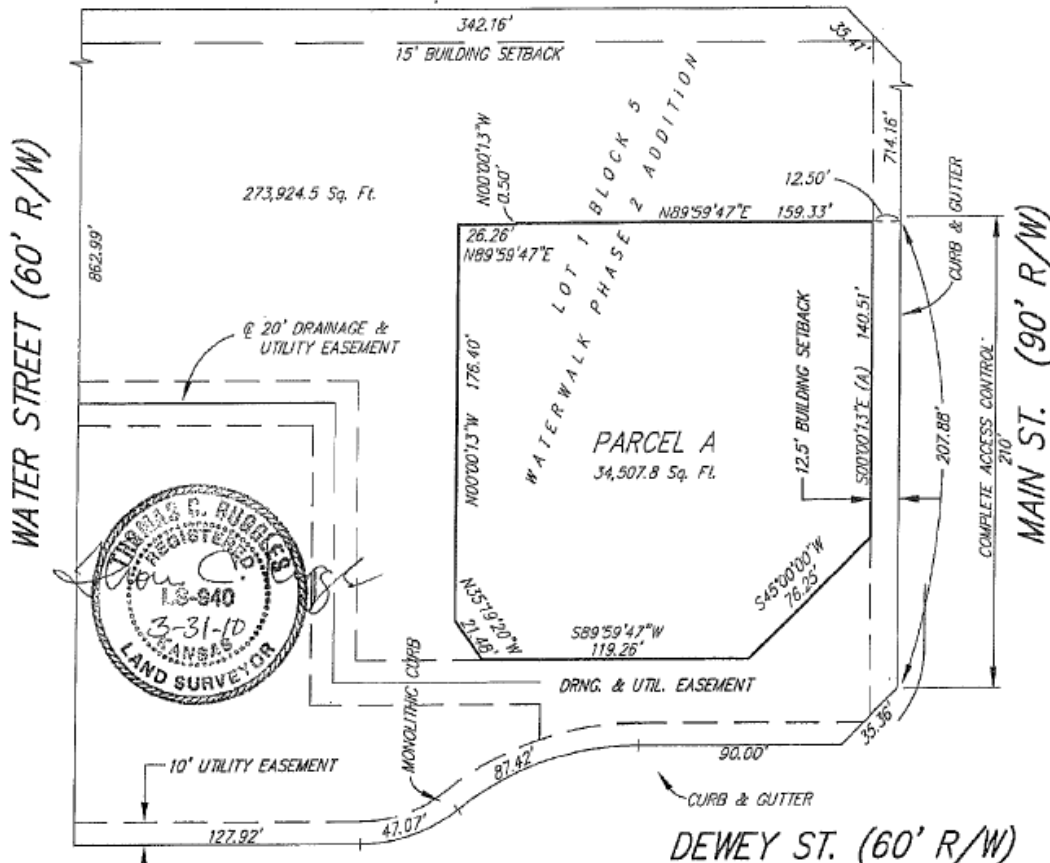 342.16'
35.41'
15' BUILDING SETBACK
WATER STREET (60' R/W)
862.99'
273,924.5 Sq. Ft.
N00°00'13"W
0.50'
LOT 1 BLOCK 5
WATERWALK PHASE 2 ADDITION
714.16'
12.50'
CURB & GUTTER
N89°59'47"E 159.33'
26.26'
N89°59'47"E
℄ 20' DRAINAGE &
UTILITY EASEMENT
N00°00'13"W 176.40'
PARCEL A
34,507.8 Sq. Ft.
12.5' BUILDING SETBACK
S00°00'13"E (A) 140.51'
207.88'
COMPLETE ACCESS CONTROL
210'
MAIN ST. (90' R/W)
THOMAS C. RUGGLES
REGISTERED
LS-940
3-31-10
KANSAS
LAND SURVEYOR
N35°19'20"W
21.48'
S89°59'47"W
119.26'
S45°00'00"W
76.25'
DRNG. & UTIL. EASEMENT
MONOLITHIC CURB
35.36'
10' UTILITY EASEMENT
127.92'
47.07'
87.42'
90.00'
CURB & GUTTER
DEWEY ST. (60' R/W)